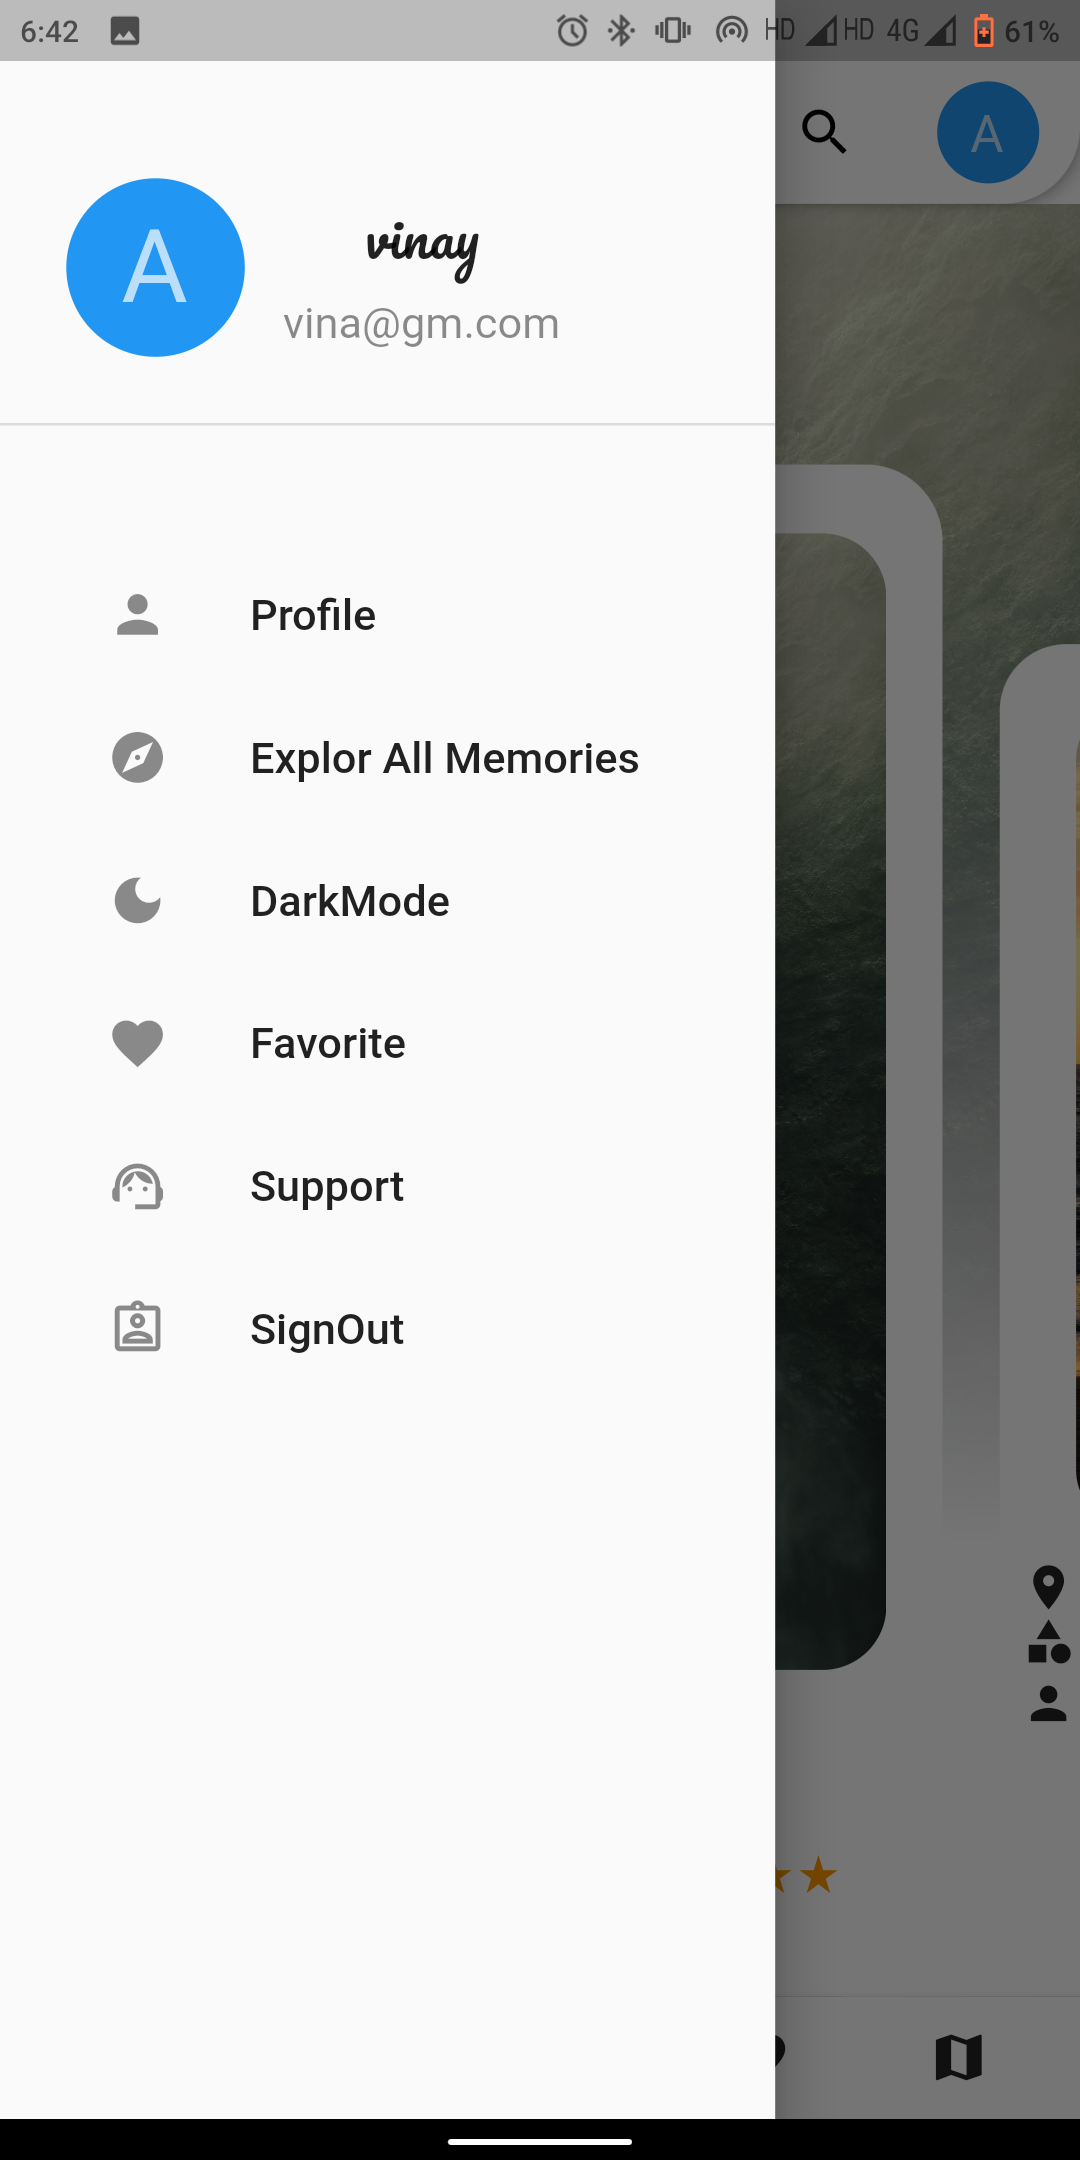 6:42 HD HD 4G 61%
A
A
vinay
vina@gm.com
Profile
Explor All Memories
DarkMode
Favorite
Support
SignOut